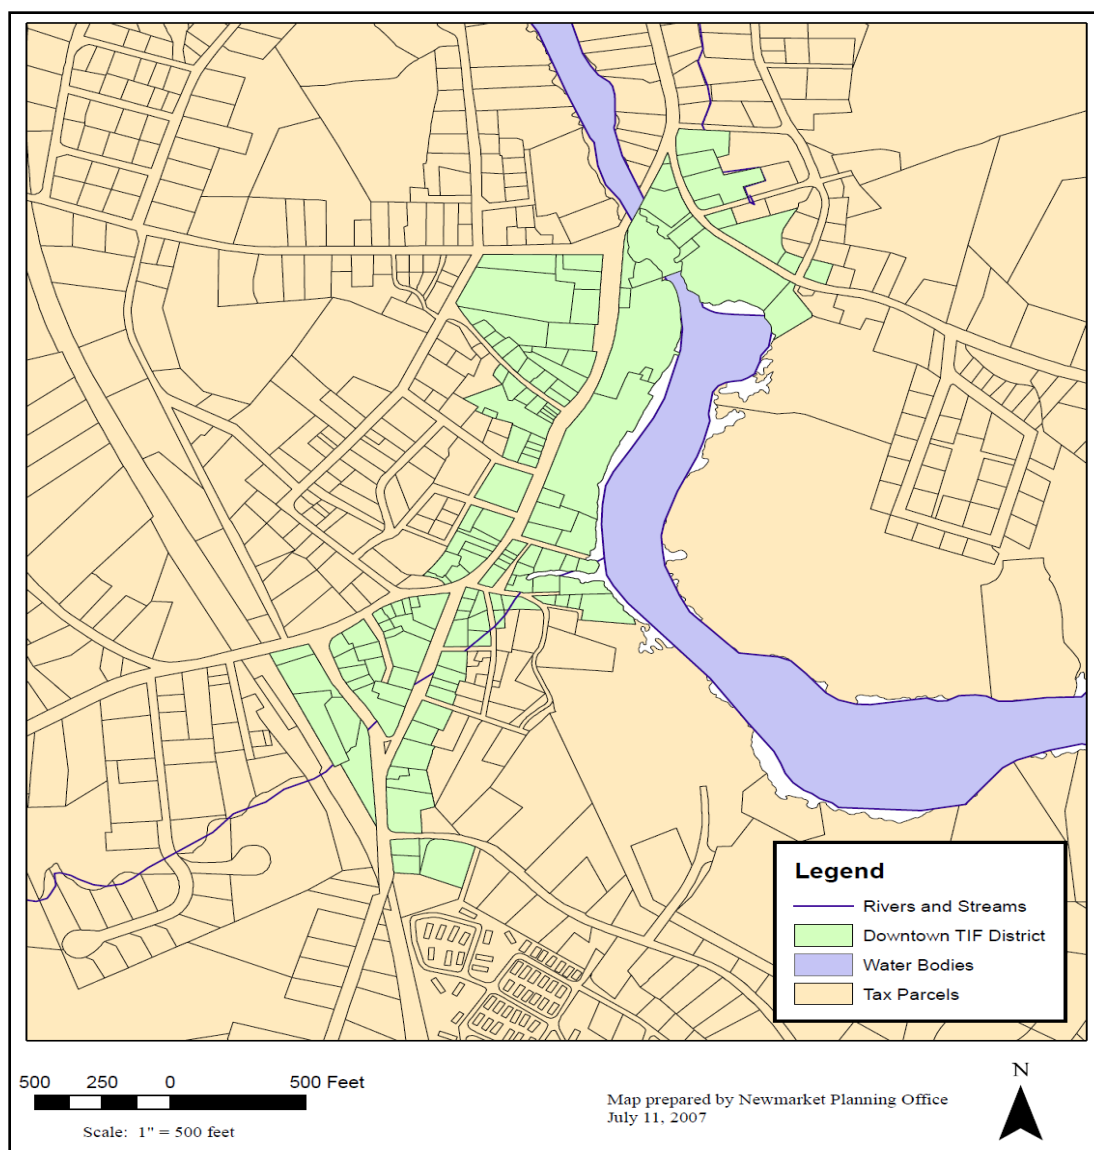 Legend
Rivers and Streams
Downtown TIF District
Water Bodies
Tax Parcels
500 250 0 500 Feet
Scale: 1" = 500 feet
Map prepared by Newmarket Planning Office
July 11, 2007
N